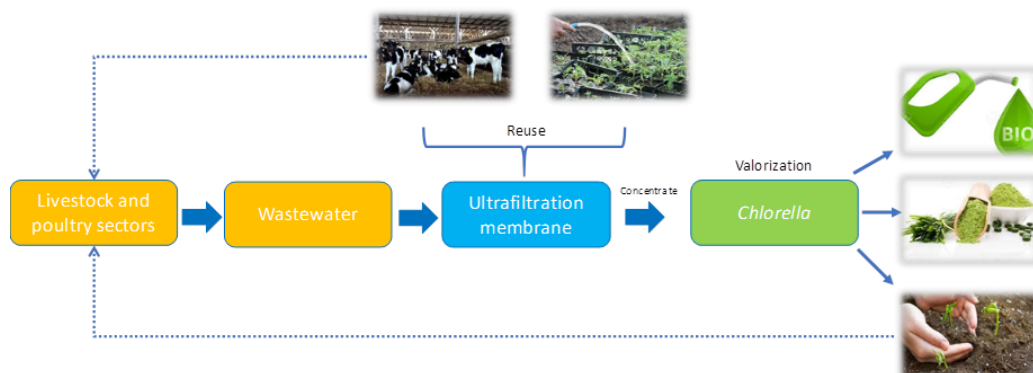 BIO
Reuse
Valorization
Livestock and
poultry sectors
Wastewater
Ultrafiltration
membrane
Concentrate
Chlorella